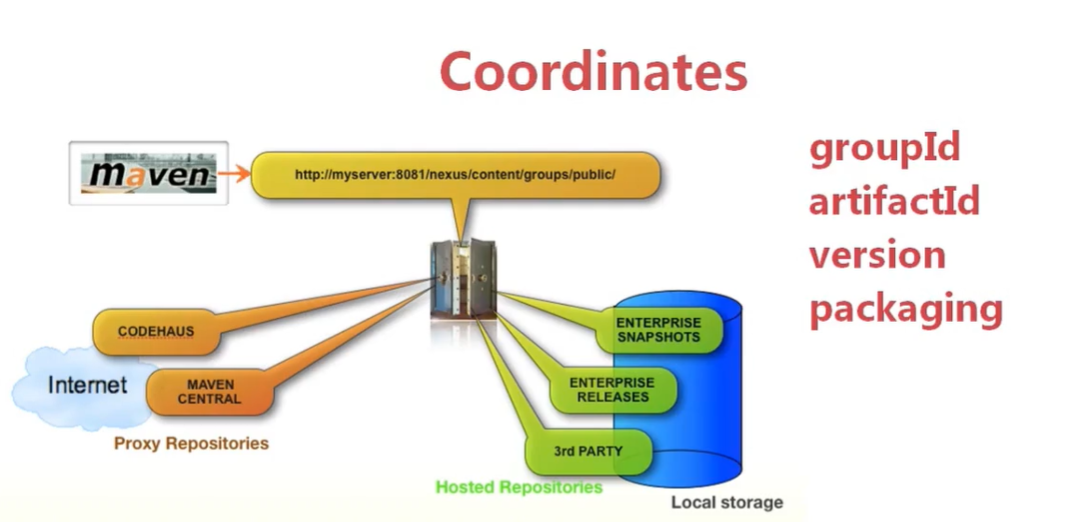 Coordinates
maven
http://myserver:8081/nexus/content/groups/public/
groupId
artifactId
version
packaging
CODEHAUS
Internet
MAVEN
CENTRAL
Proxy Repositories
ENTERPRISE
SNAPSHOTS
ENTERPRISE
RELEASES
3rd PARTY
Hosted Repositories
Local storage